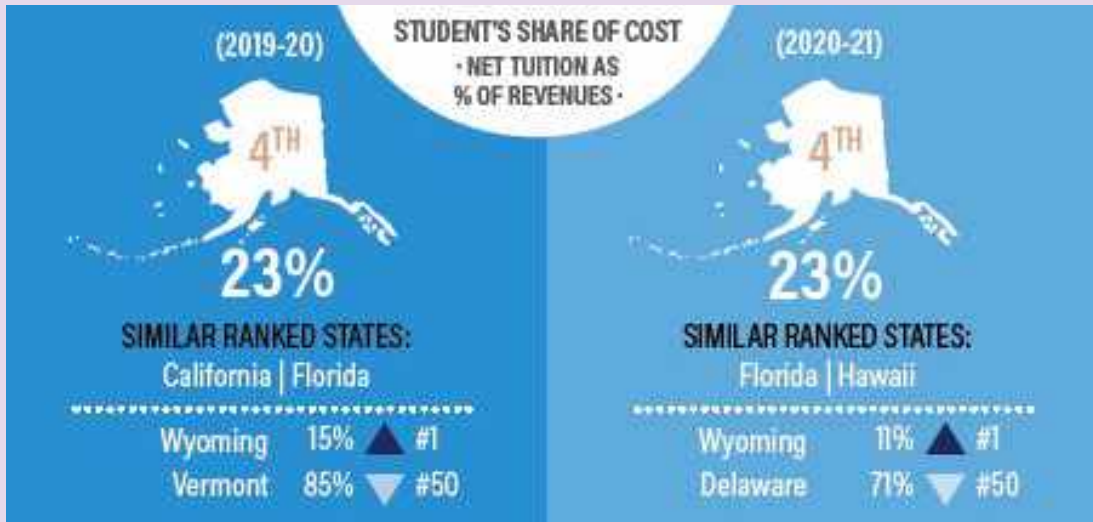 STUDENT'S SHARE OF COST
· NET TUITION AS
% OF REVENUES ·
(2019-20)
4TH
23%
SIMILAR RANKED STATES:
California | Florida
Wyoming 15% #1
Vermont 85% #50
(2020-21)
4TH
23%
SIMILAR RANKED STATES:
Florida | Hawaii
Wyoming 11% #1
Delaware 71% #50